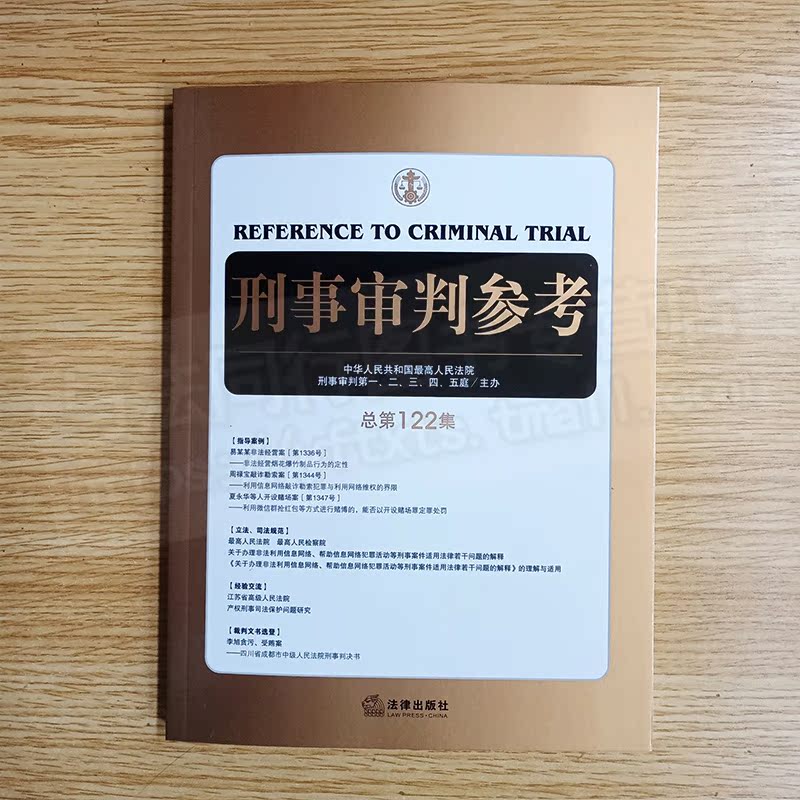 REFERENCE TO CRIMINAL TRIAL
刑事审判参考
中华人民共和国最高人民法院
刑事审判第一、二、三、四、五庭／主办
总第122集
【指导案例】
易某某非法经营案［第1336号］
——非法经营烟花爆竹制品行为的定性
周禄宝敲诈勒索案［第1344号］
——利用信息网络敲诈勒索犯罪与利用网络维权的界限
夏永华等人开设赌场案［第1347号］
——利用微信群抢红包等方式进行赌博的，能否以开设赌场罪定罪处罚
【立法、司法规范】
最高人民法院 最高人民检察院
关于办理非法利用信息网络、帮助信息网络犯罪活动等刑事案件适用法律若干问题的解释
《关于办理非法利用信息网络、帮助信息网络犯罪活动等刑事案件适用法律若干问题的解释》的理解与适用
【经验交流】
江苏省高级人民法院
产权刑事司法保护问题研究
【裁判文书选登】
李旭贪污、受贿案
——四川省成都市中级人民法院刑事判决书
法律出版社
LAW PRESS·CHINA